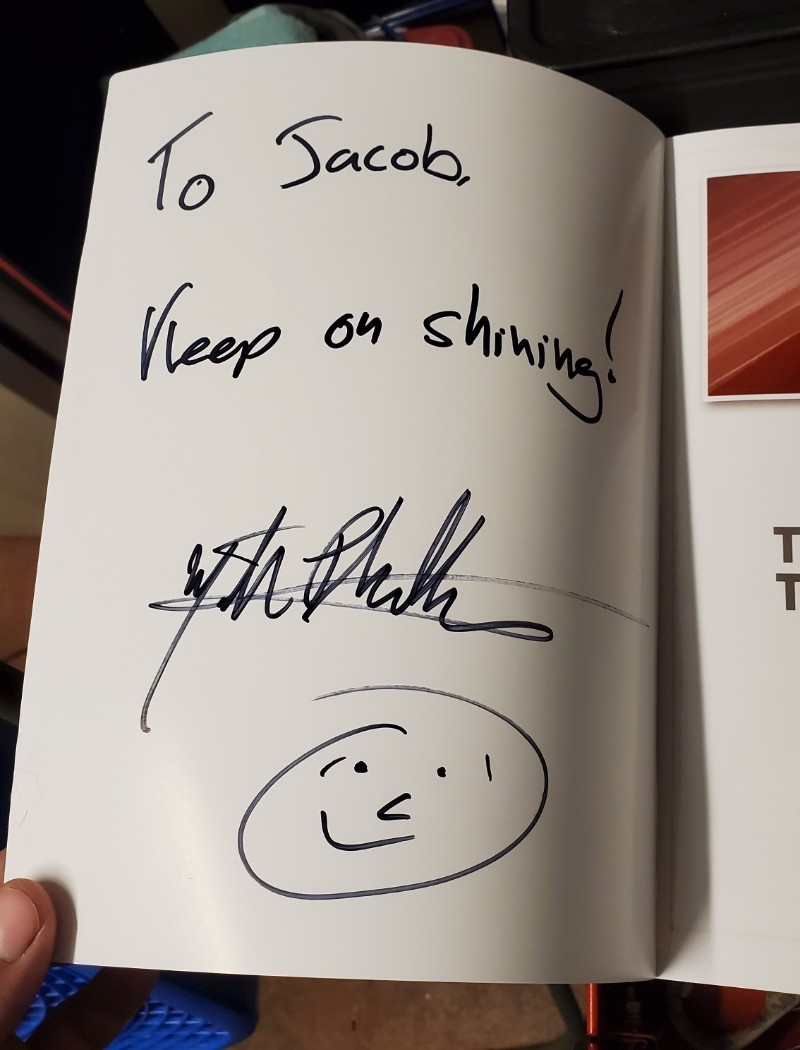 To Jacob,
Keep on shining!
T
T